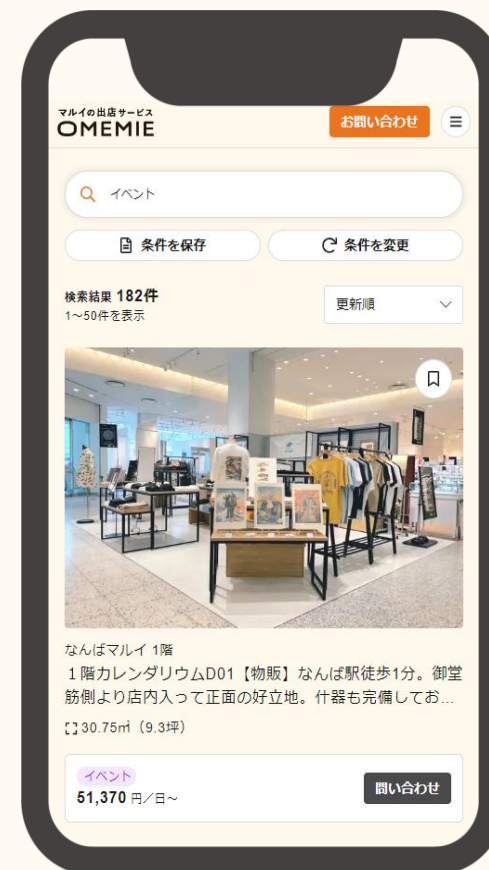 マルイの出店サービス
OMEMIE
お問い合わせ
イベント
条件を保存
条件を変更
検索結果 182件
1～50件を表示
更新順
なんばマルイ 1階
１階カレンダリウムD01【物販】なんば駅徒歩1分。御堂
筋側より店内入って正面の好立地。什器も完備してお…
30.75㎡（9.3坪）
イベント
51,370 円／日～
問い合わせ